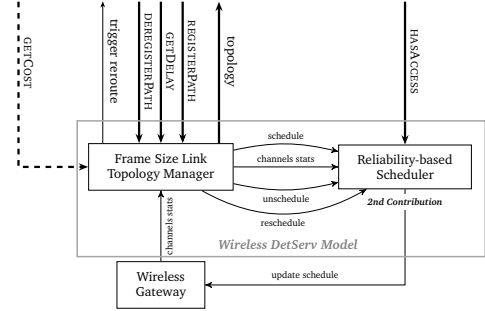 GETCOST
trigger reroute
DEREGISTERPATH
GETDELAY
REGISTERPATH
topology
HASACCESS
Frame Size Link
Topology Manager
schedule
channels stats
unschedule
reschedule
Reliability-based
Scheduler
2nd Contribution
channels stats
Wireless DetServ Model
Wireless
Gateway
update schedule